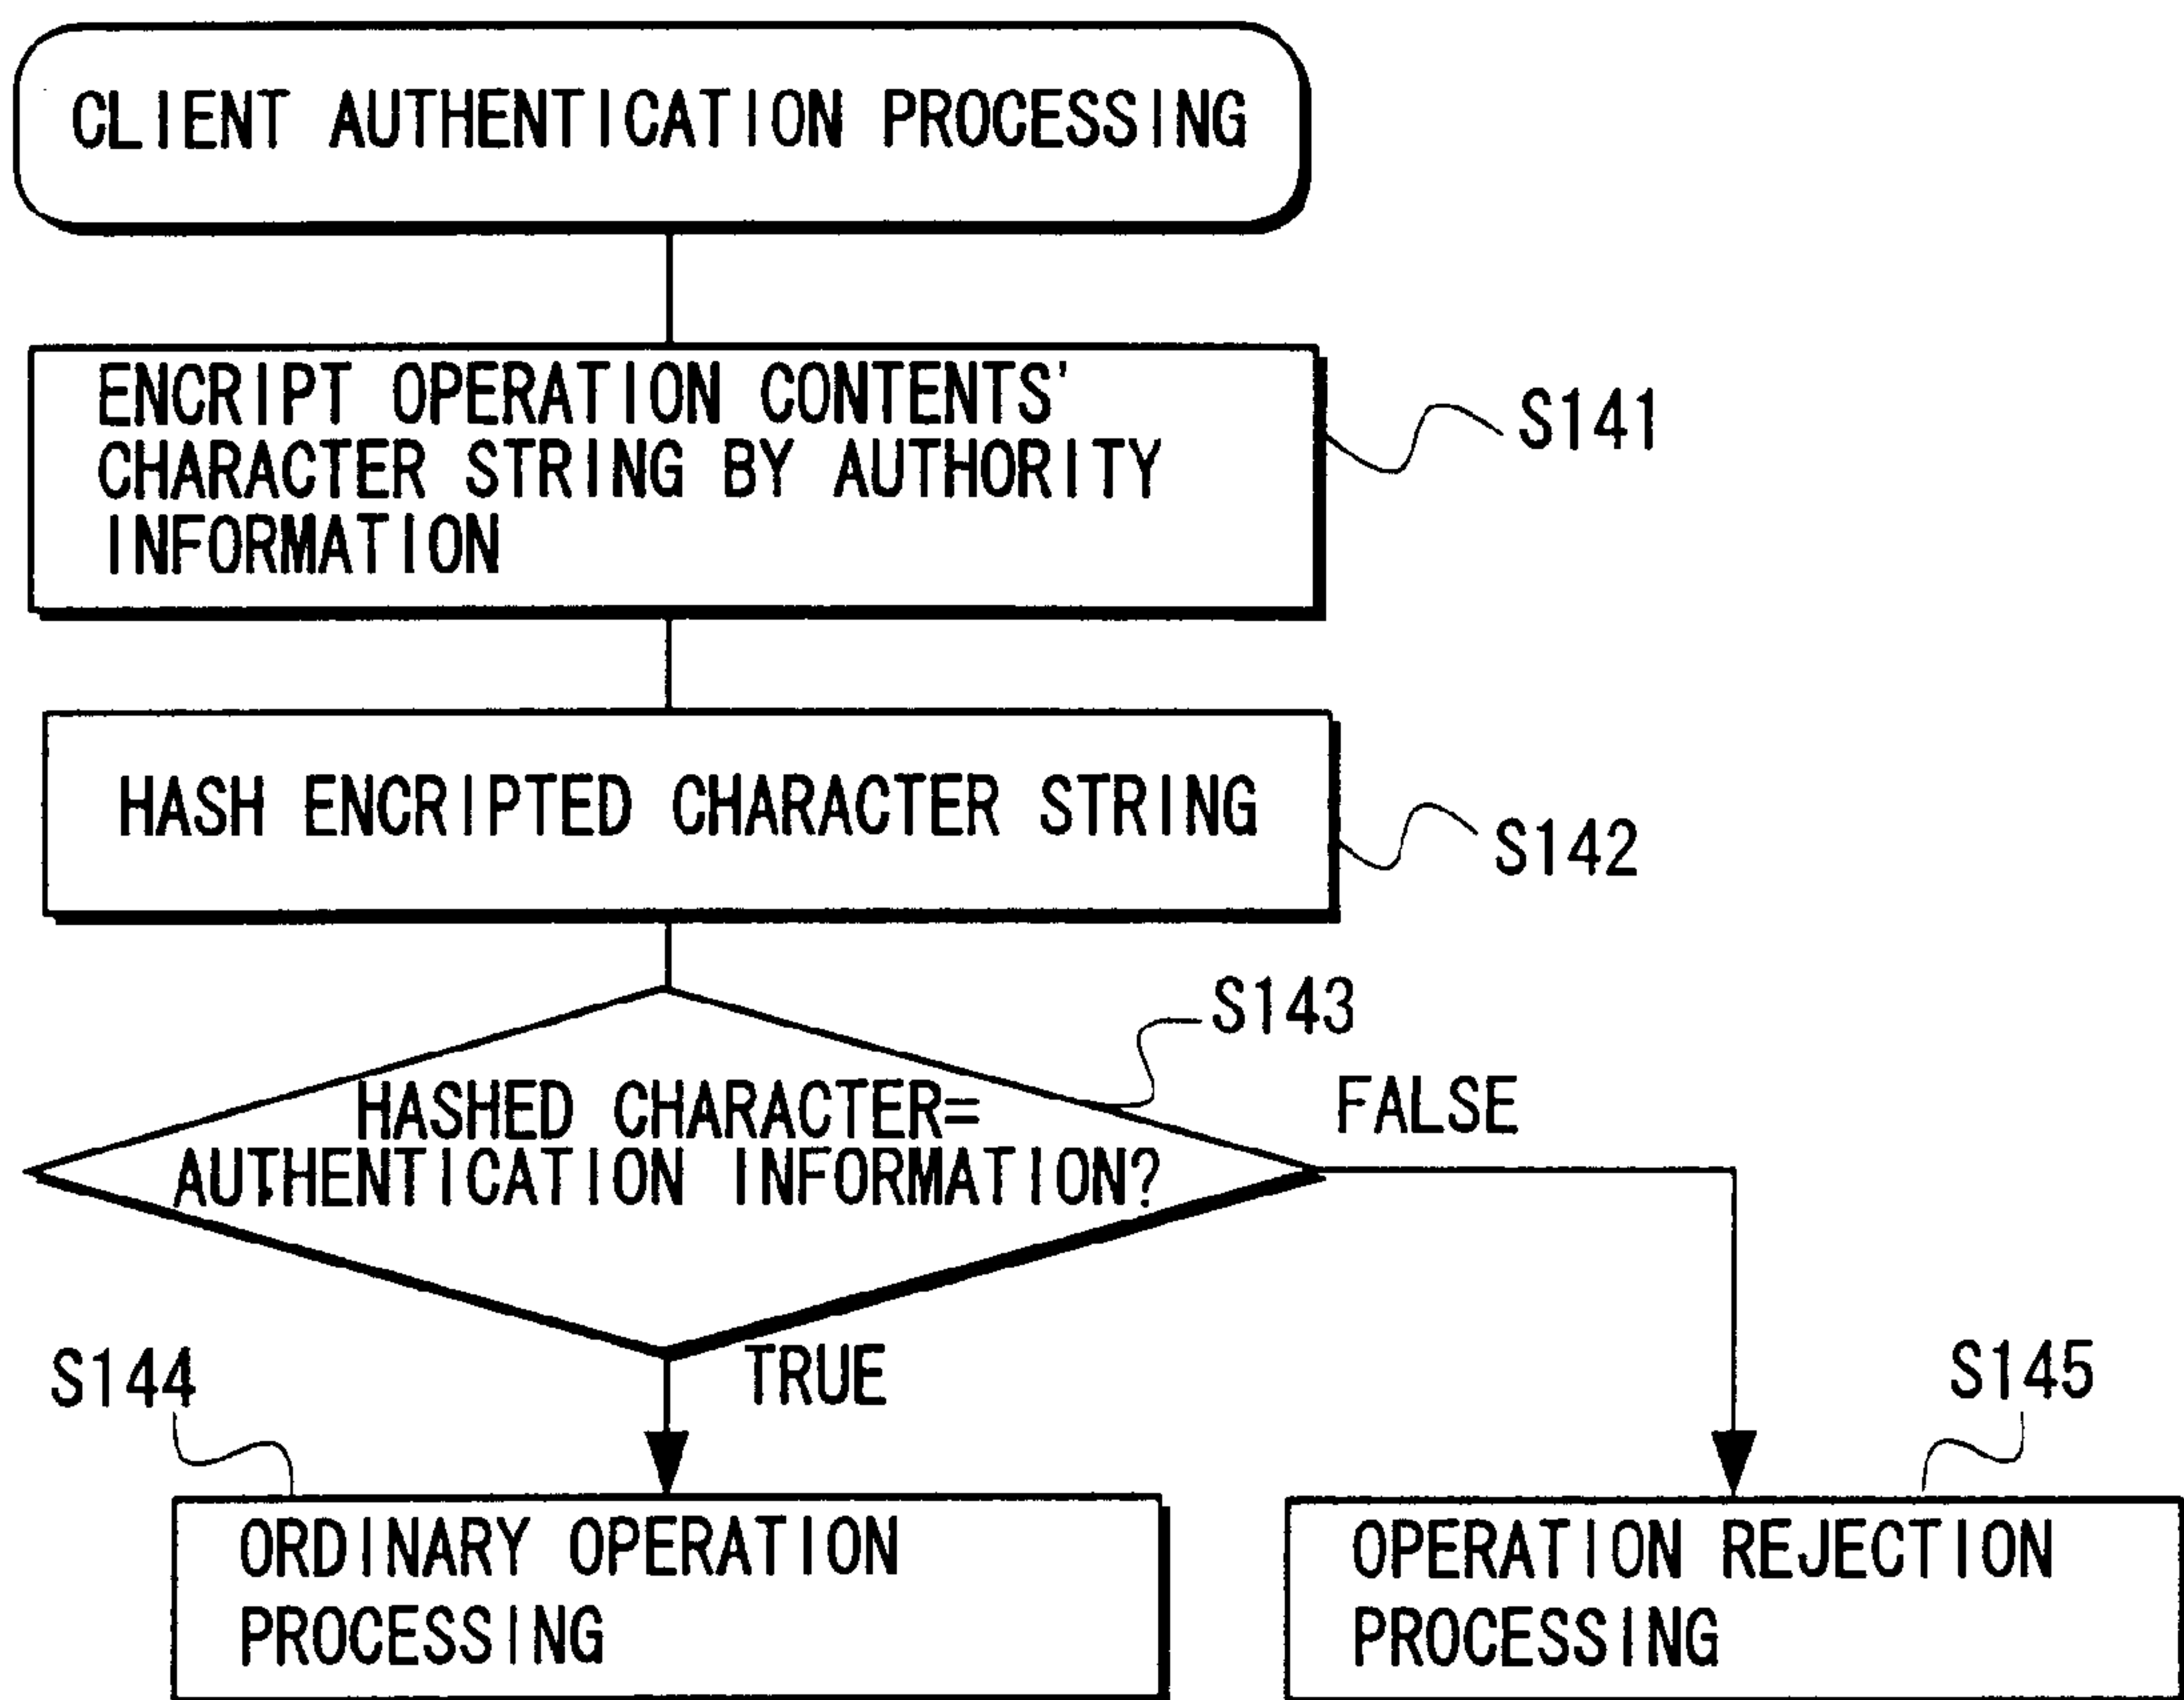 CLIENT AUTHENTICATION PROCESSING
ENCRIPT OPERATION CONTENTS'
CHARACTER STRING BY AUTHORITY
INFORMATION
S141
HASH ENCRIPTED CHARACTER STRING
S142
S143
HASHED CHARACTER=
AUTHENTICATION INFORMATION?
FALSE
TRUE
S144
S145
ORDINARY OPERATION
PROCESSING
OPERATION REJECTION
PROCESSING